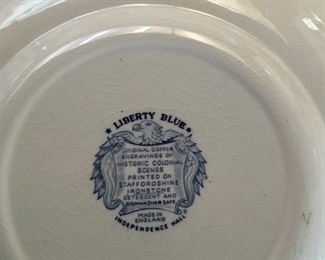 ★ LIBERTY BLUE ★
ORIGINAL COPPER
ENGRAVINGS OF
HISTORIC COLONIAL
SCENES
PRINTED ON
STAFFORDSHIRE
IRONSTONE
DETERGENT AND
DISHWASHER SAFE
MADE IN
ENGLAND
INDEPENDENCE HALL